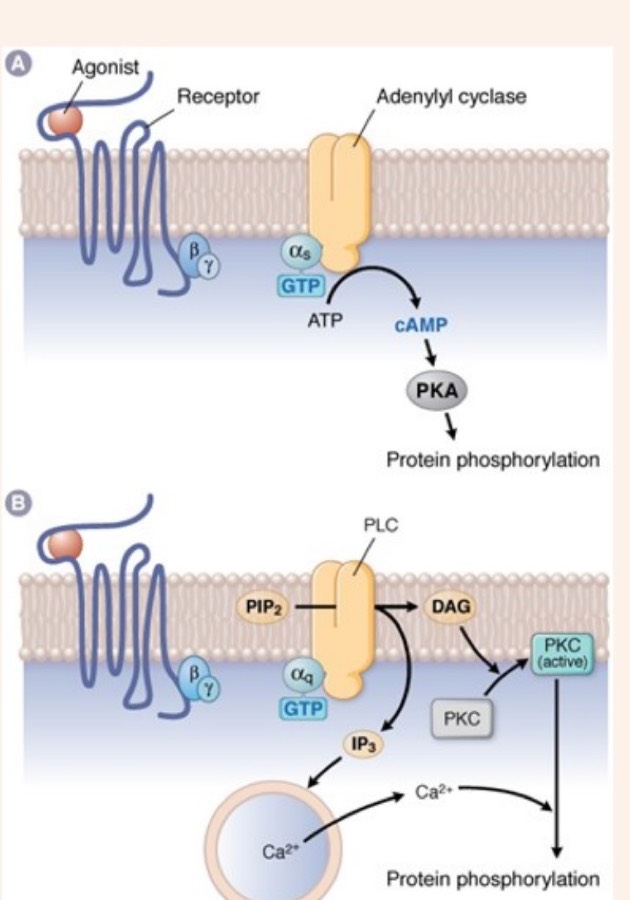 A
Agonist
Receptor
Adenylyl cyclase
β
γ
αs
GTP
ATP
cAMP
PKA
Protein phosphorylation
B
PLC
PIP₂
DAG
PKC
(active)
β
γ
αq
GTP
PKC
IP₃
Ca²⁺
Ca²⁺
Protein phosphorylation